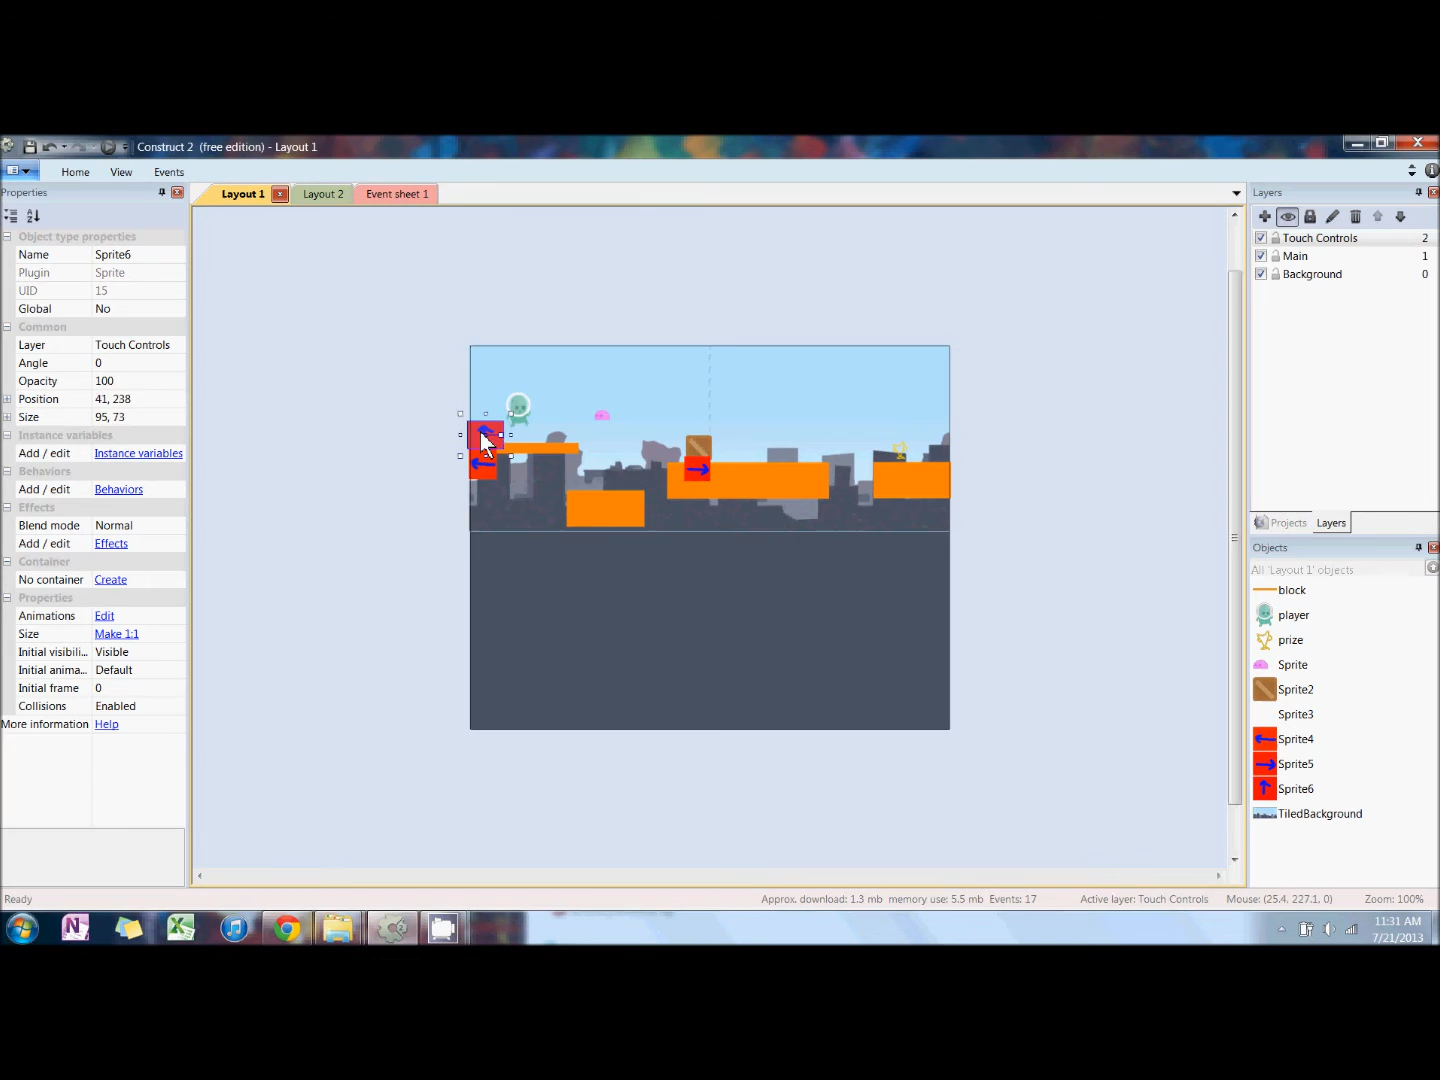 Construct 2 (free edition) - Layout 1
Home View Events
Properties
Layout 1 Layout 2 Event sheet 1
Layers
Object type properties
Name Sprite6
Plugin Sprite
UID 15
Global No
Common
Layer Touch Controls
Angle 0
Opacity 100
Position 41, 238
Size 95, 73
Instance variables
Add / edit Instance variables
Behaviors
Add / edit Behaviors
Effects
Blend mode Normal
Add / edit Effects
Container
No container Create
Properties
Animations Edit
Size Make 1:1
Initial visibili... Visible
Initial anima... Default
Initial frame 0
Collisions Enabled
More information Help
Touch Controls 2
Main 1
Background 0
Projects Layers
Objects
All 'Layout 1' objects
block
player
prize
Sprite
Sprite2
Sprite3
Sprite4
Sprite5
Sprite6
TiledBackground
Ready
Approx. download: 1.3 mb memory use: 5.5 mb Events: 17
Active layer: Touch Controls
Mouse: (25.4, 227.1, 0)
Zoom: 100%
11:31 AM
7/21/2013